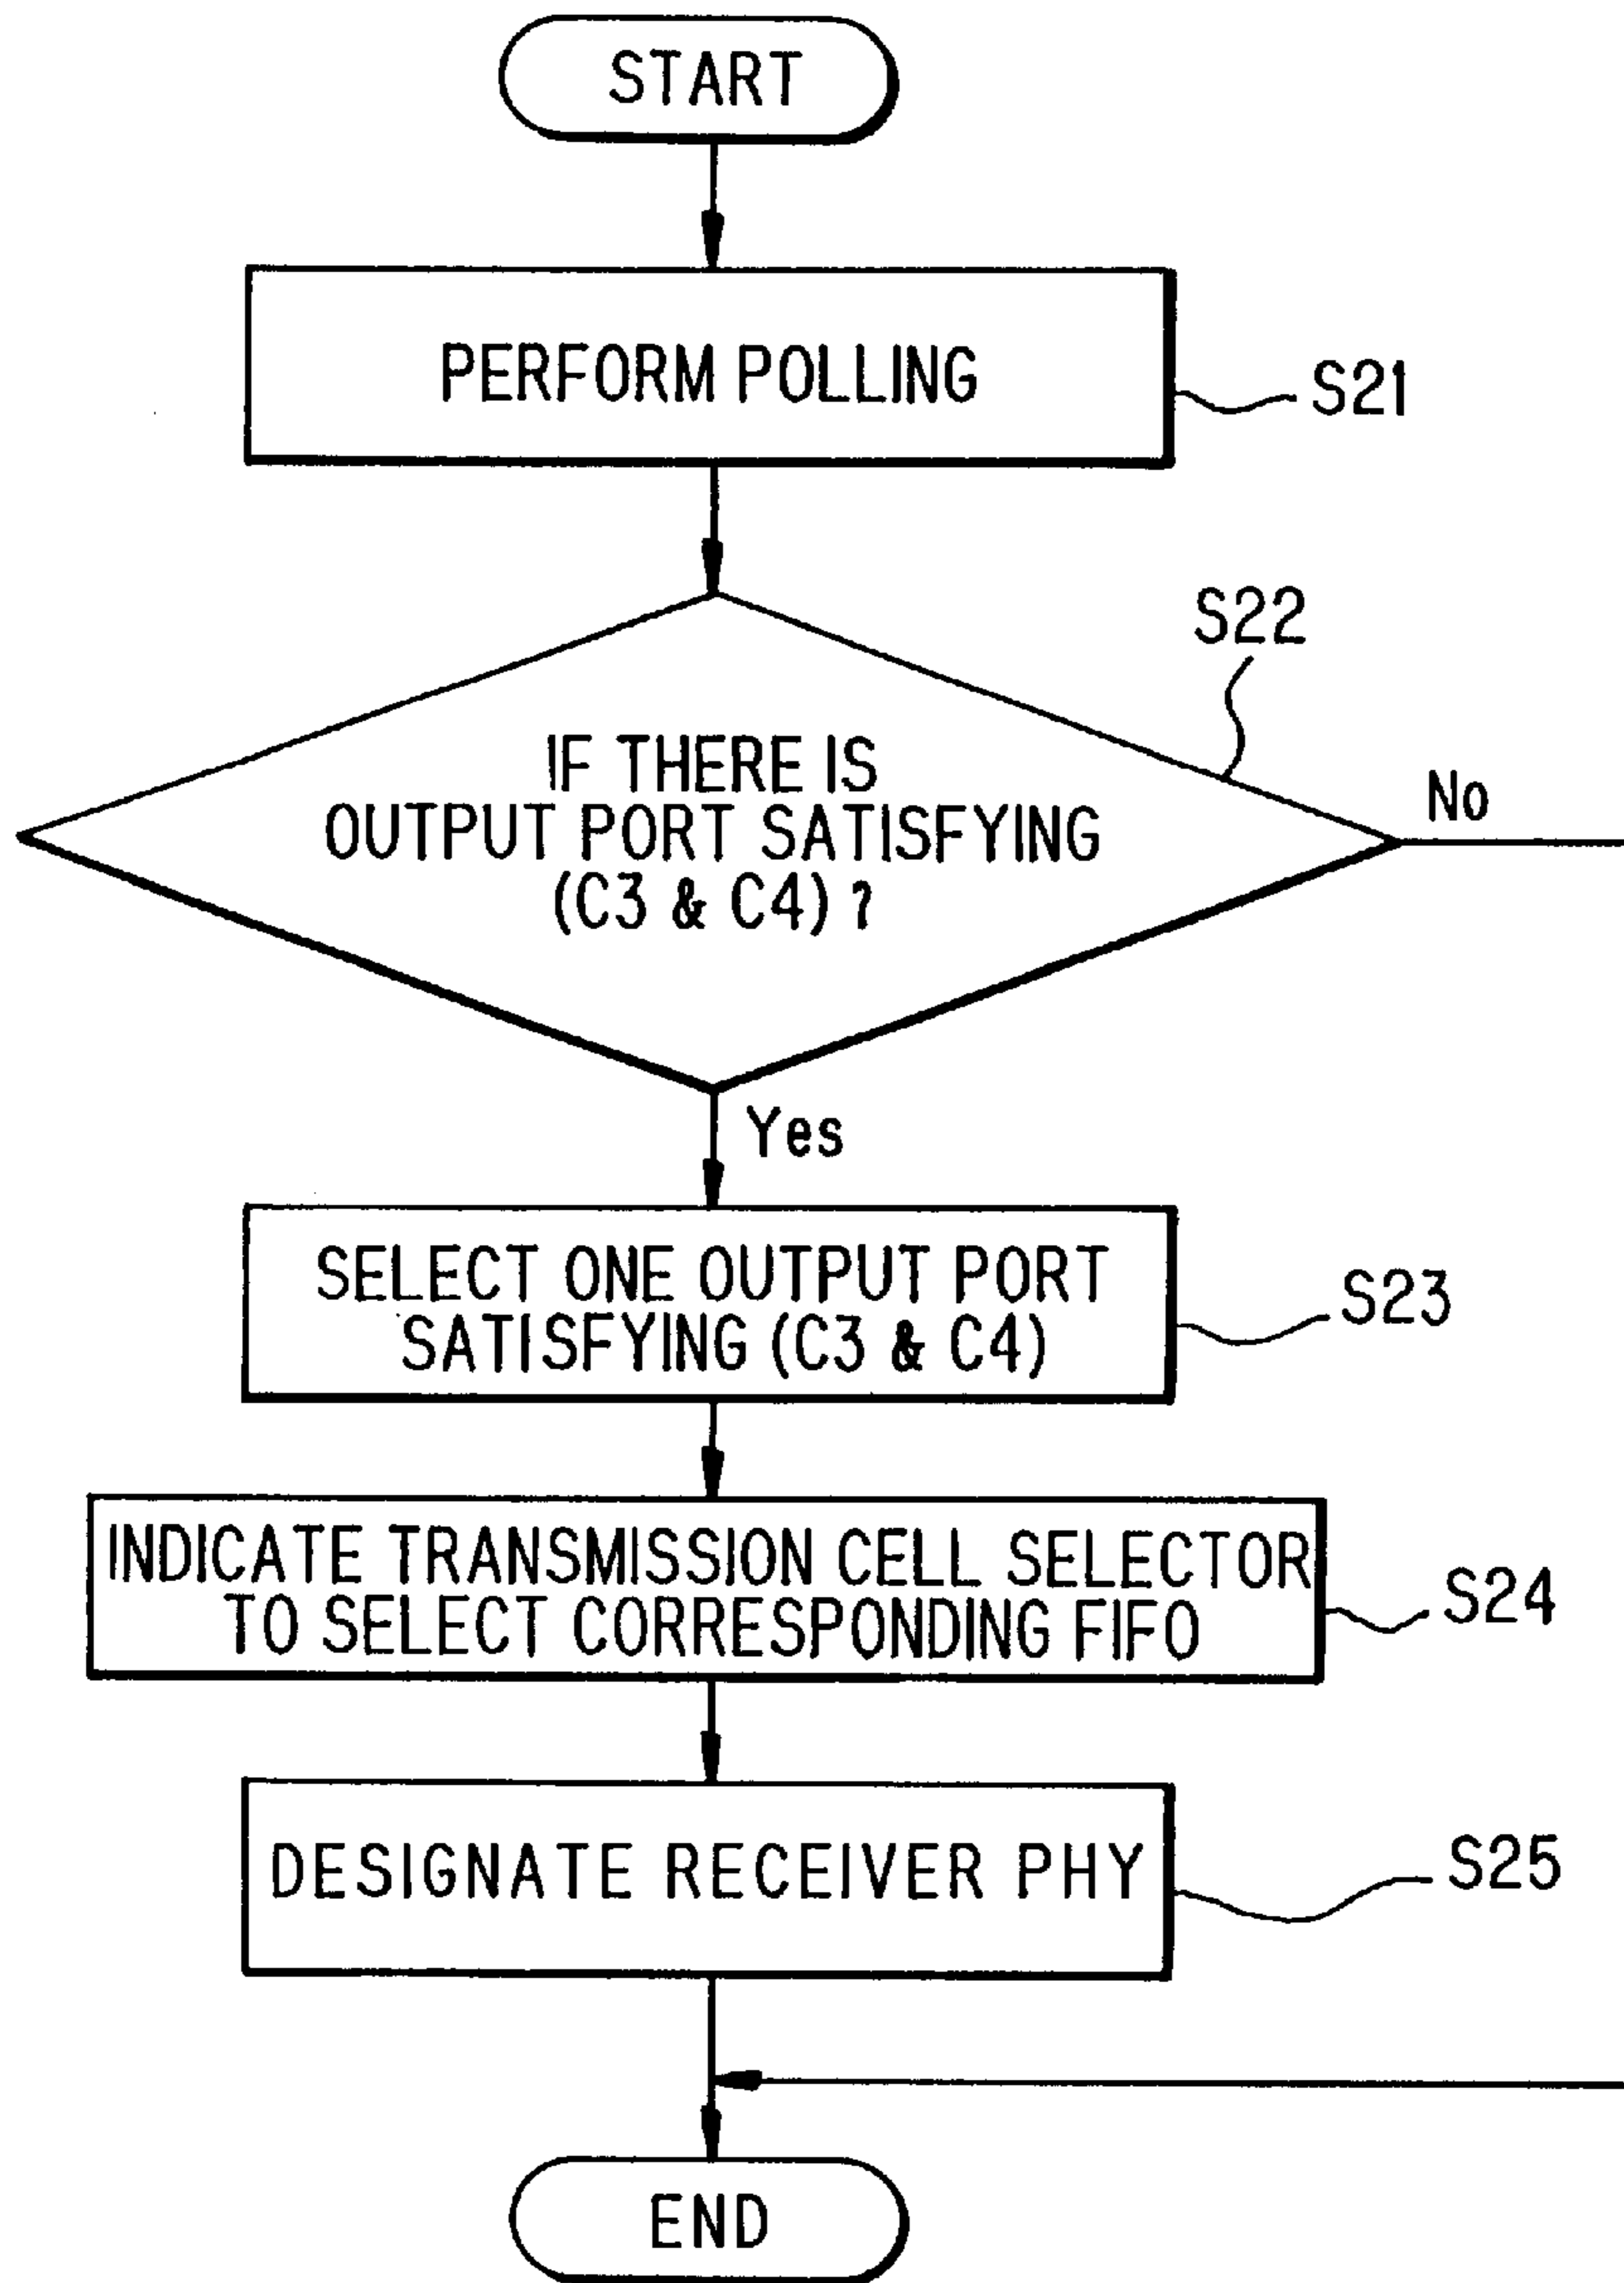 START
PERFORM POLLING
S21
S22
IF THERE IS
OUTPUT PORT SATISFYING
(C3 & C4) ?
No
Yes
SELECT ONE OUTPUT PORT
SATISFYING (C3 & C4)
S23
INDICATE TRANSMISSION CELL SELECTOR
TO SELECT CORRESPONDING FIFO
S24
DESIGNATE RECEIVER PHY
S25
END